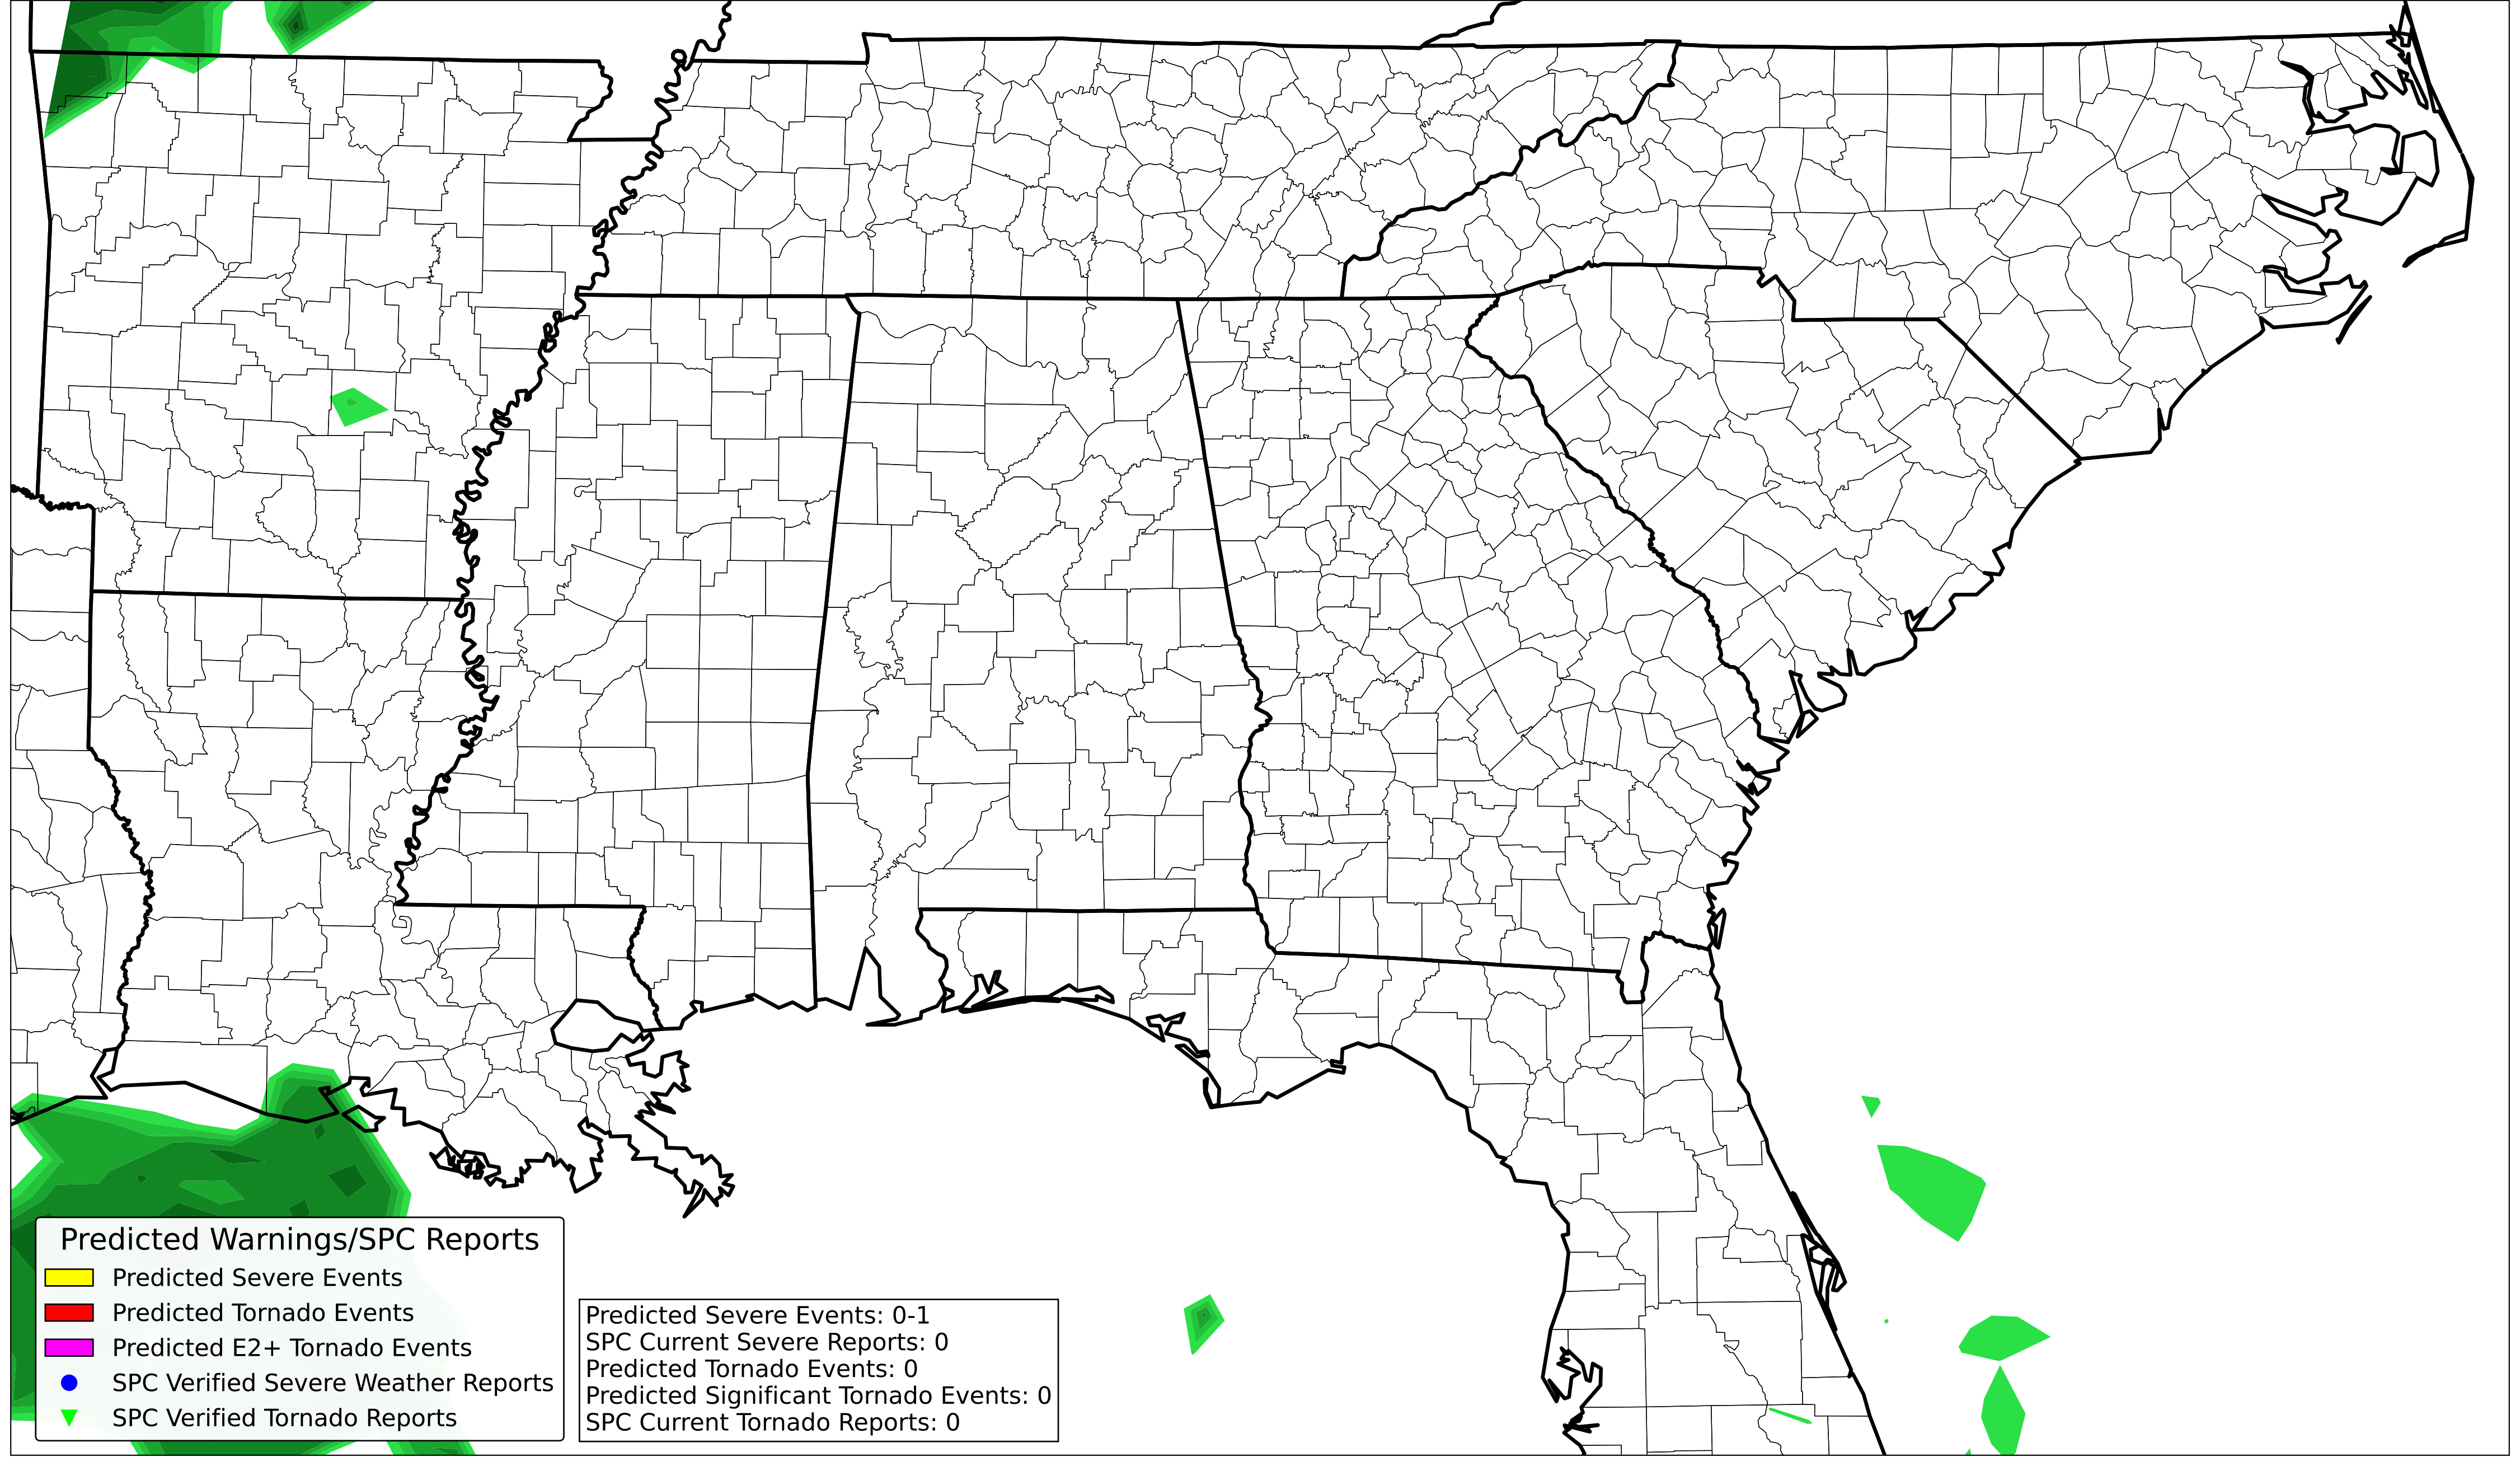 Predicted Warnings/SPC Reports
Predicted Severe Events
Predicted Tornado Events
Predicted E2+ Tornado Events
SPC Verified Severe Weather Reports
SPC Verified Tornado Reports
Predicted Severe Events: 0-1
SPC Current Severe Reports: 0
Predicted Tornado Events: 0
Predicted Significant Tornado Events: 0
SPC Current Tornado Reports: 0